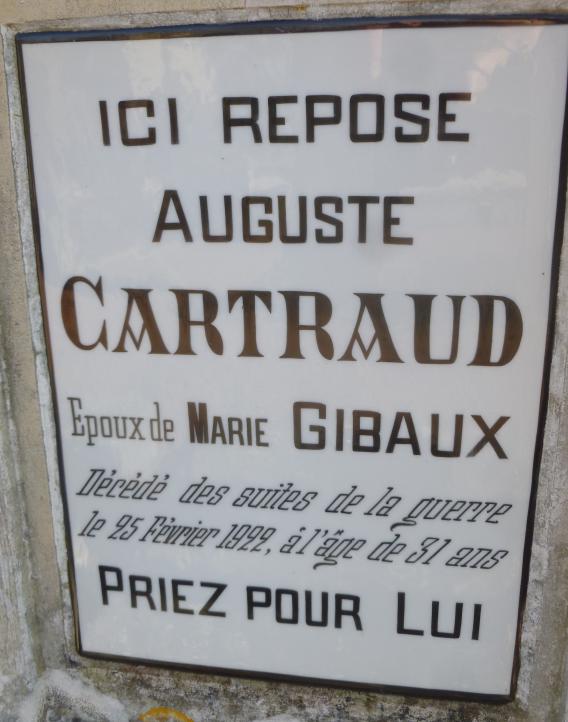 ICI REPOSE
AUGUSTE
CARTRAUD
Epoux de MARIE GIBAUX
Décédé des suites de la guerre
le 25 Février 1922, à l'âge de 31 ans
PRIEZ POUR LUI